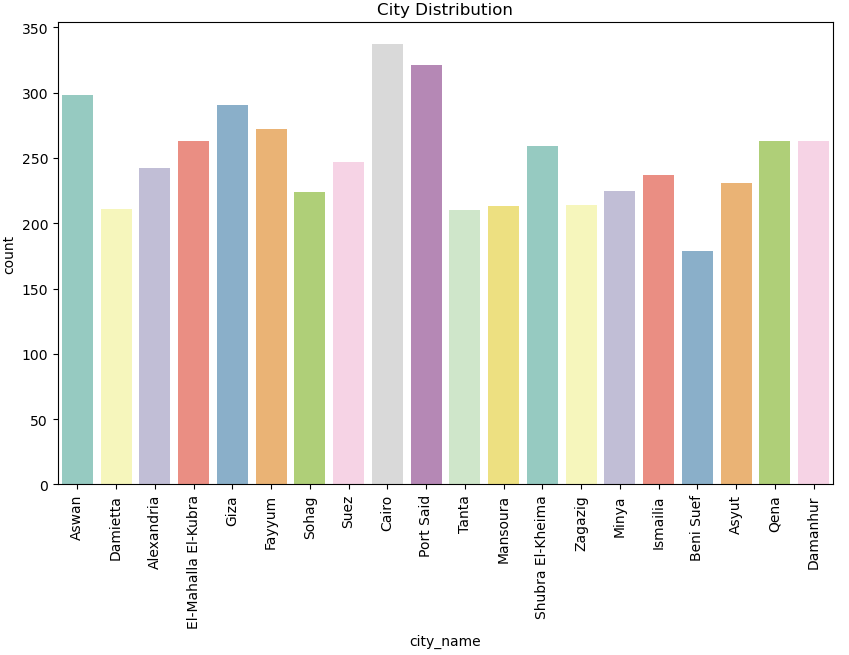 City Distribution
350
300
250
200
150
100
50
0
count
Aswan
Damietta
Alexandria
El-Mahalla El-Kubra
Giza
Fayyum
Sohag
Suez
Cairo
Port Said
Tanta
Mansoura
Shubra El-Kheima
Zagazig
Minya
Ismailia
Beni Suef
Asyut
Qena
Damanhur
city_name